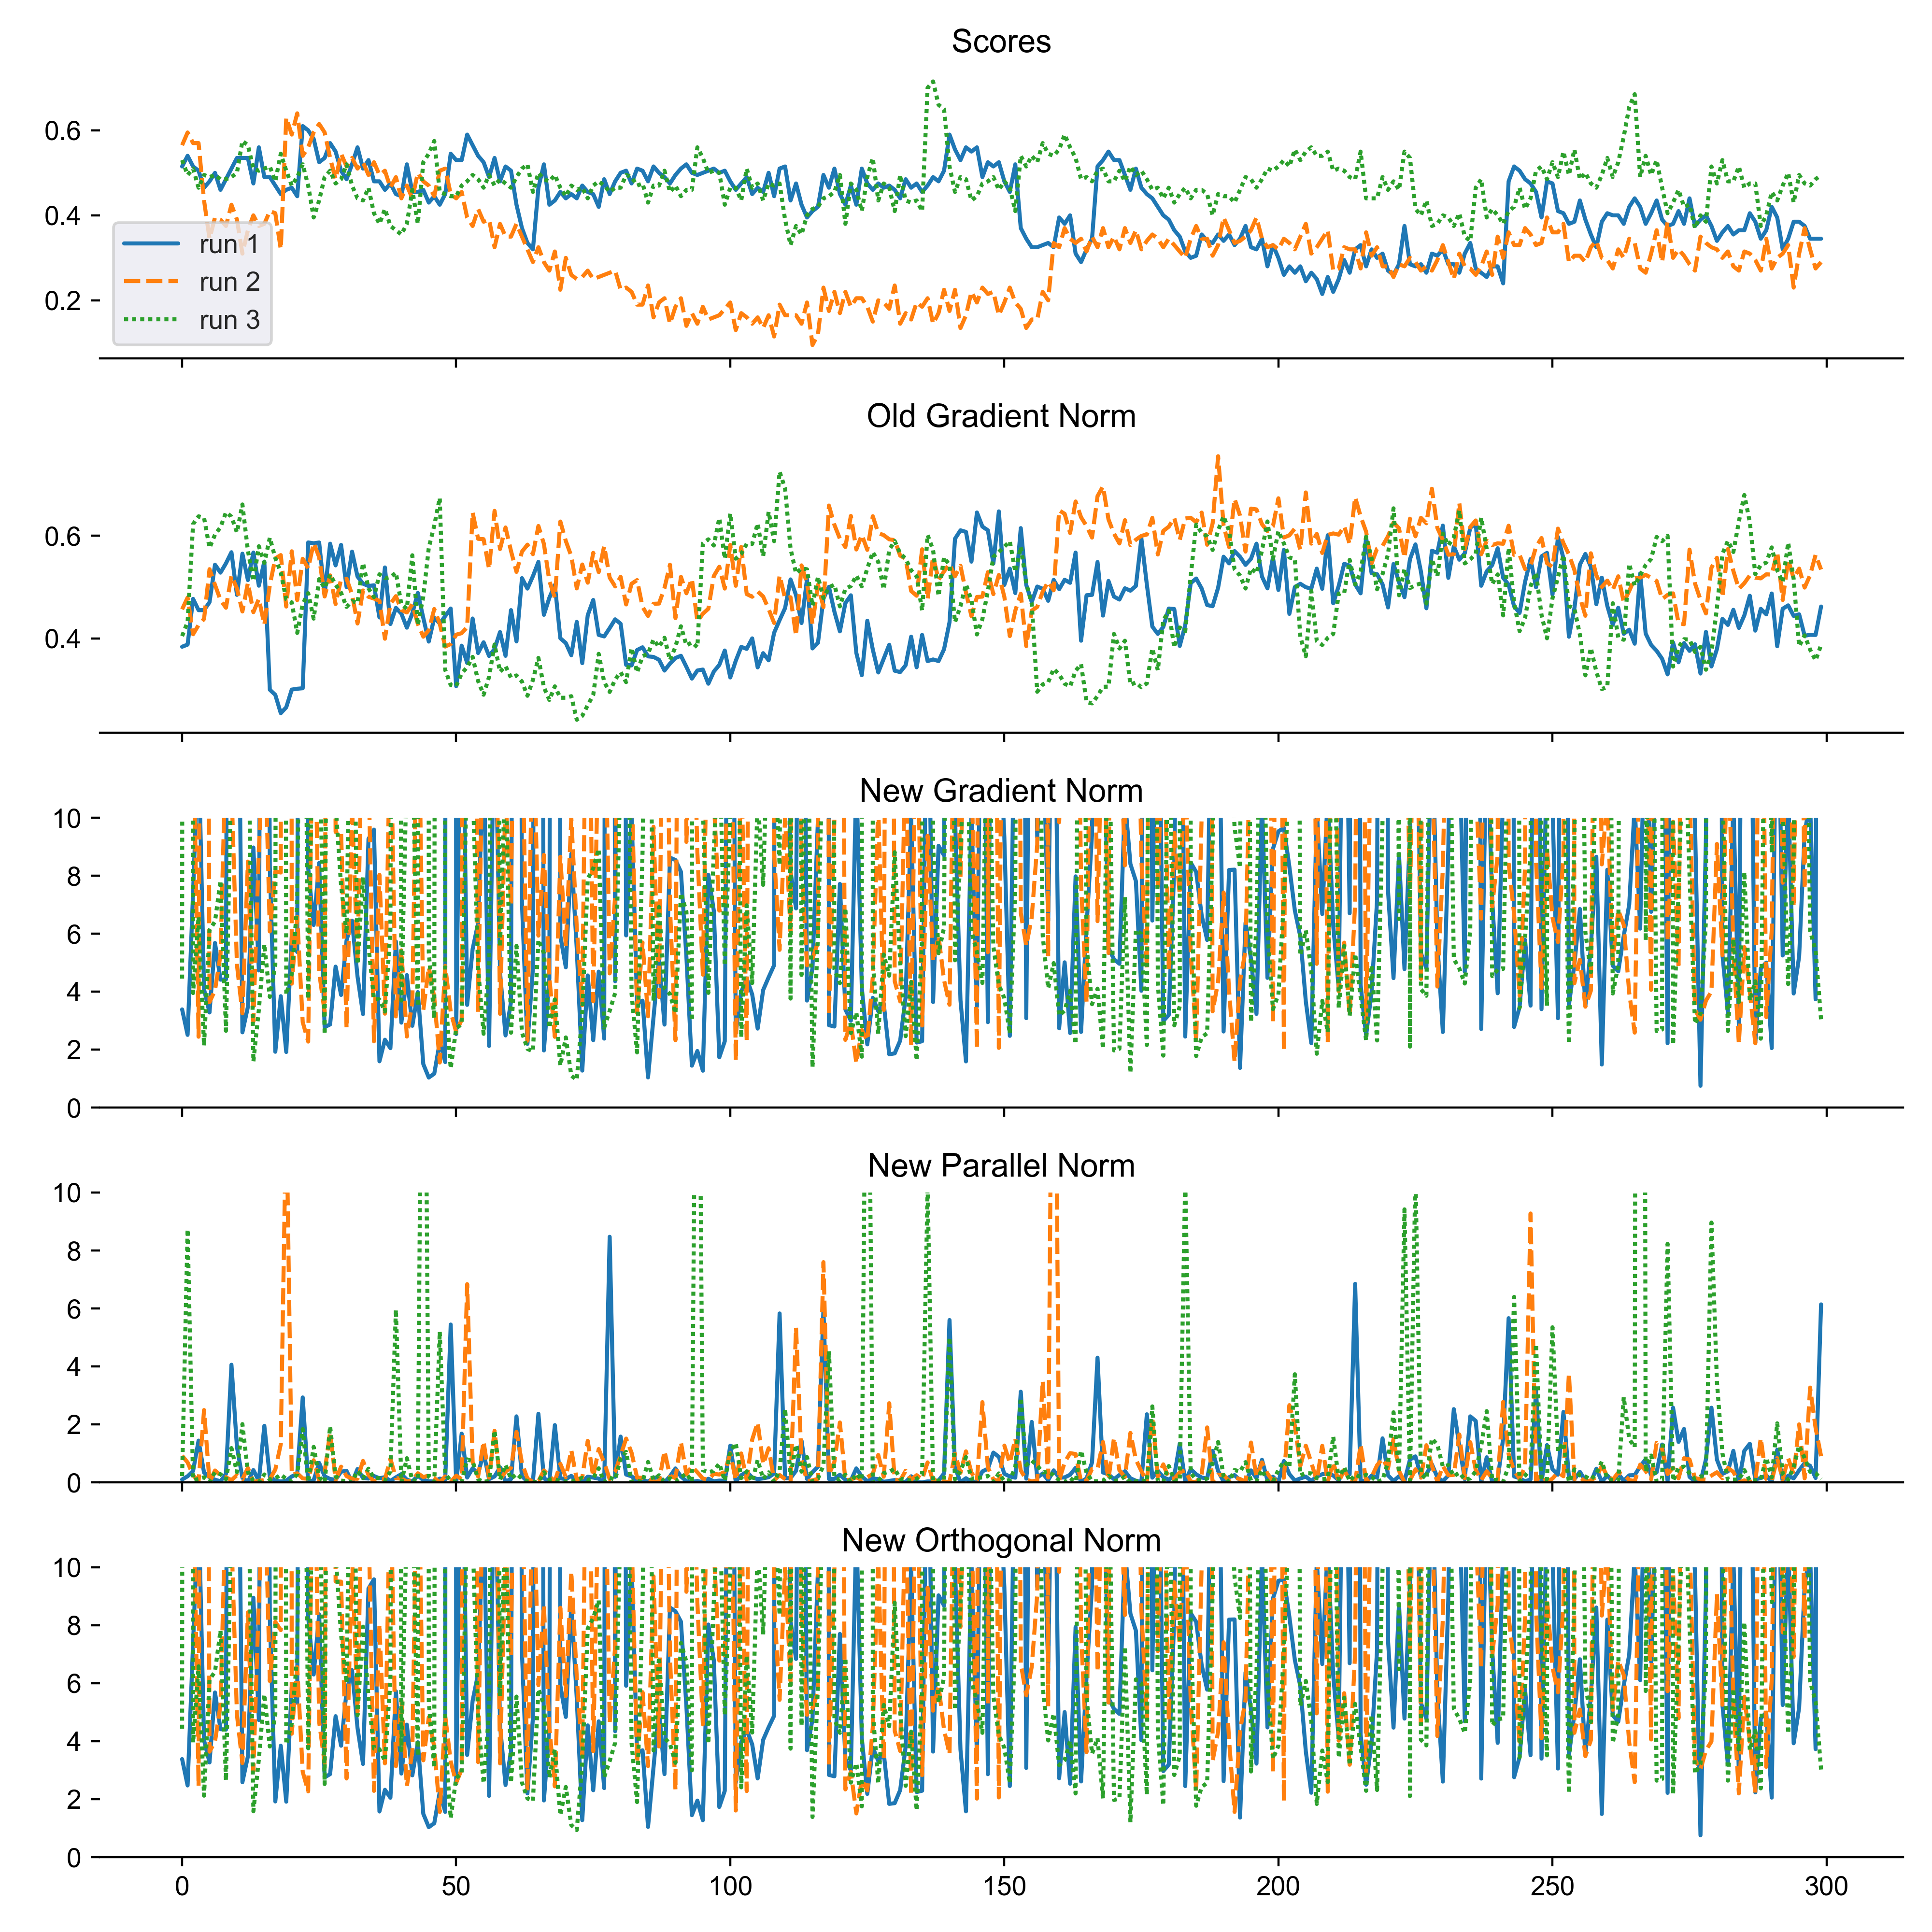 Scores
0.6
0.4
0.2
run 1
run 2
run 3
Old Gradient Norm
0.6
0.4
New Gradient Norm
10
8
6
4
2
0
New Parallel Norm
10
8
6
4
2
0
New Orthogonal Norm
10
8
6
4
2
0
0 50 100 150 200 250 300